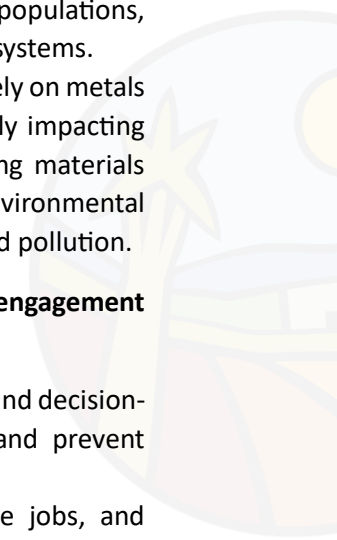 populations,
systems.
ely on metals
ly impacting
ng materials
vironmental
d pollution.
engagement
nd decision-
and prevent
e jobs, and